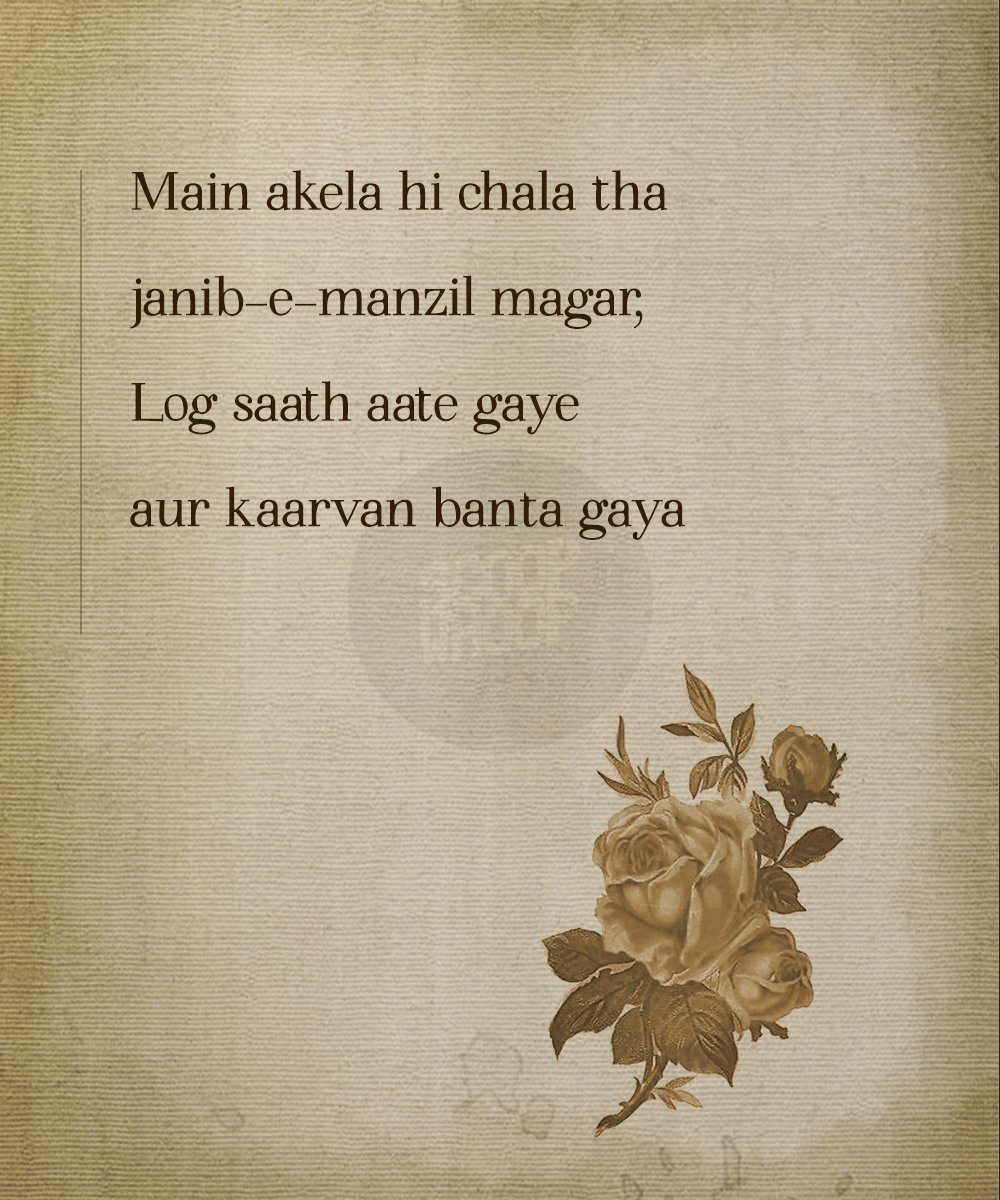 Main akela hi chala tha
janib-e-manzil magar,
Log saath aate gaye
aur kaarvan banta gaya